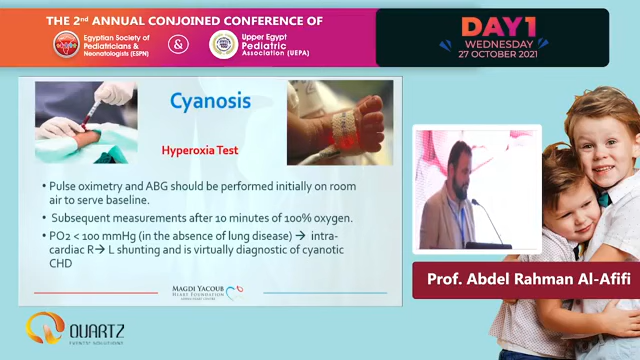 THE 2nd ANNUAL CONJOINED CONFERENCE OF
Egyptian Society of
Pediatricians &
Neonatologists (ESPN)
&
Upper Egypt
Pediatric
Association (UEPA)
DAY1
WEDNESDAY
27 OCTOBER 2021
Cyanosis
Hyperoxia Test
• Pulse oximetry and ABG should be performed initially on room
air to serve baseline.
• Subsequent measurements after 10 minutes of 100% oxygen.
• PO2 < 100 mmHg (in the absence of lung disease) → intra-
cardiac R→ L shunting and is virtually diagnostic of cyanotic
CHD
MAGDI YACOUB
HEART FOUNDATION
Prof. Abdel Rahman Al-Afifi
QUARTZ